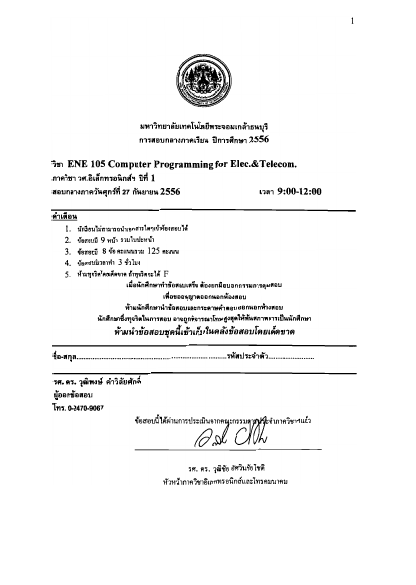 1
มหาวิทยาลัยเทคโนโลยีพระจอมเกล้าธนบุรี
การสอบกลางภาคเรียน ปีการศึกษา 2556
วิชา ENE 105 Computer Programming for Elec.&Telecom.
ภาควิชา วศ.อิเล็กทรอนิกส์ฯ ปีที่ 1
สอบกลางภาควันศุกร์ที่ 27 กันยายน 2556 เวลา 9:00-12:00
คำเตือน
1. นักศึกษาไม่สามารถนำเอกสารใดๆเข้าห้องสอบได้
2. ข้อสอบมี 9 หน้า รวมใบปะหน้า
3. ข้อสอบมี 8 ข้อ คะแนนรวม 125 คะแนน
4. ข้อสอบมีเวลาทำ 3 ชั่วโมง
5. ห้ามทุจริตโดยเด็ดขาด ถ้าทุจริตจะได้ F
เมื่อนักศึกษาทำข้อสอบเสร็จ ต้องยกมือบอกกรรมการคุมสอบ
เพื่อขออนุญาตออกนอกห้องสอบ
ห้ามนักศึกษานำข้อสอบและกระดาษคำตอบออกนอกห้องสอบ
นักศึกษาซึ่งทุจริตในการสอบ อาจถูกพิจารณาโทษสูงสุดให้พ้นสภาพการเป็นนักศึกษา
ห้ามนำข้อสอบชุดนี้เข้าเก็บในคลังข้อสอบโดยเด็ดขาด
ชื่อ-สกุล............................................................รหัสประจำตัว........................
รศ. ดร. วุฒิพงษ์ คำวิลัยศักดิ์
ผู้ออกข้อสอบ
โทร. 0-2470-9067
ข้อสอบนี้ได้ผ่านการประเมินจากคณะกรรมการประจำภาควิชาฯแล้ว
รศ. ดร. วุฒิชัย อัศวินชัยโชติ
หัวหน้าภาควิชาอิเล็กทรอนิกส์และโทรคมนาคม